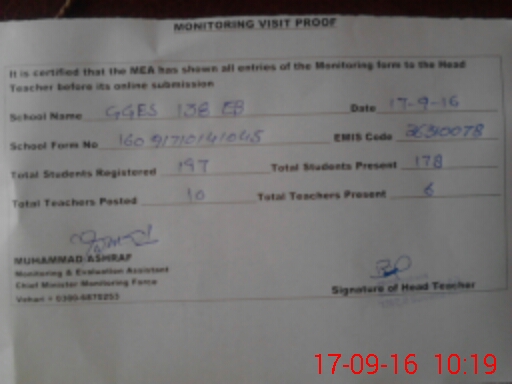 MONITORING VISIT PROOF
It is certified that the MEA has shown all entries of the Monitoring form to the Head
Teacher before its online submission
School Name GGES 138 EB Date 17-9-16
School Form No 160 91710141045 EMIS Code 36310078
Total Students Registered 197 Total Students Present 178
Total Teachers Posted 10 Total Teachers Present 6
MUHAMMAD ASHRAF
Monitoring & Evaluation Assistant
Chief Minister Monitoring Force
Vehari
Signature of Head Teacher
17-09-16 10:19